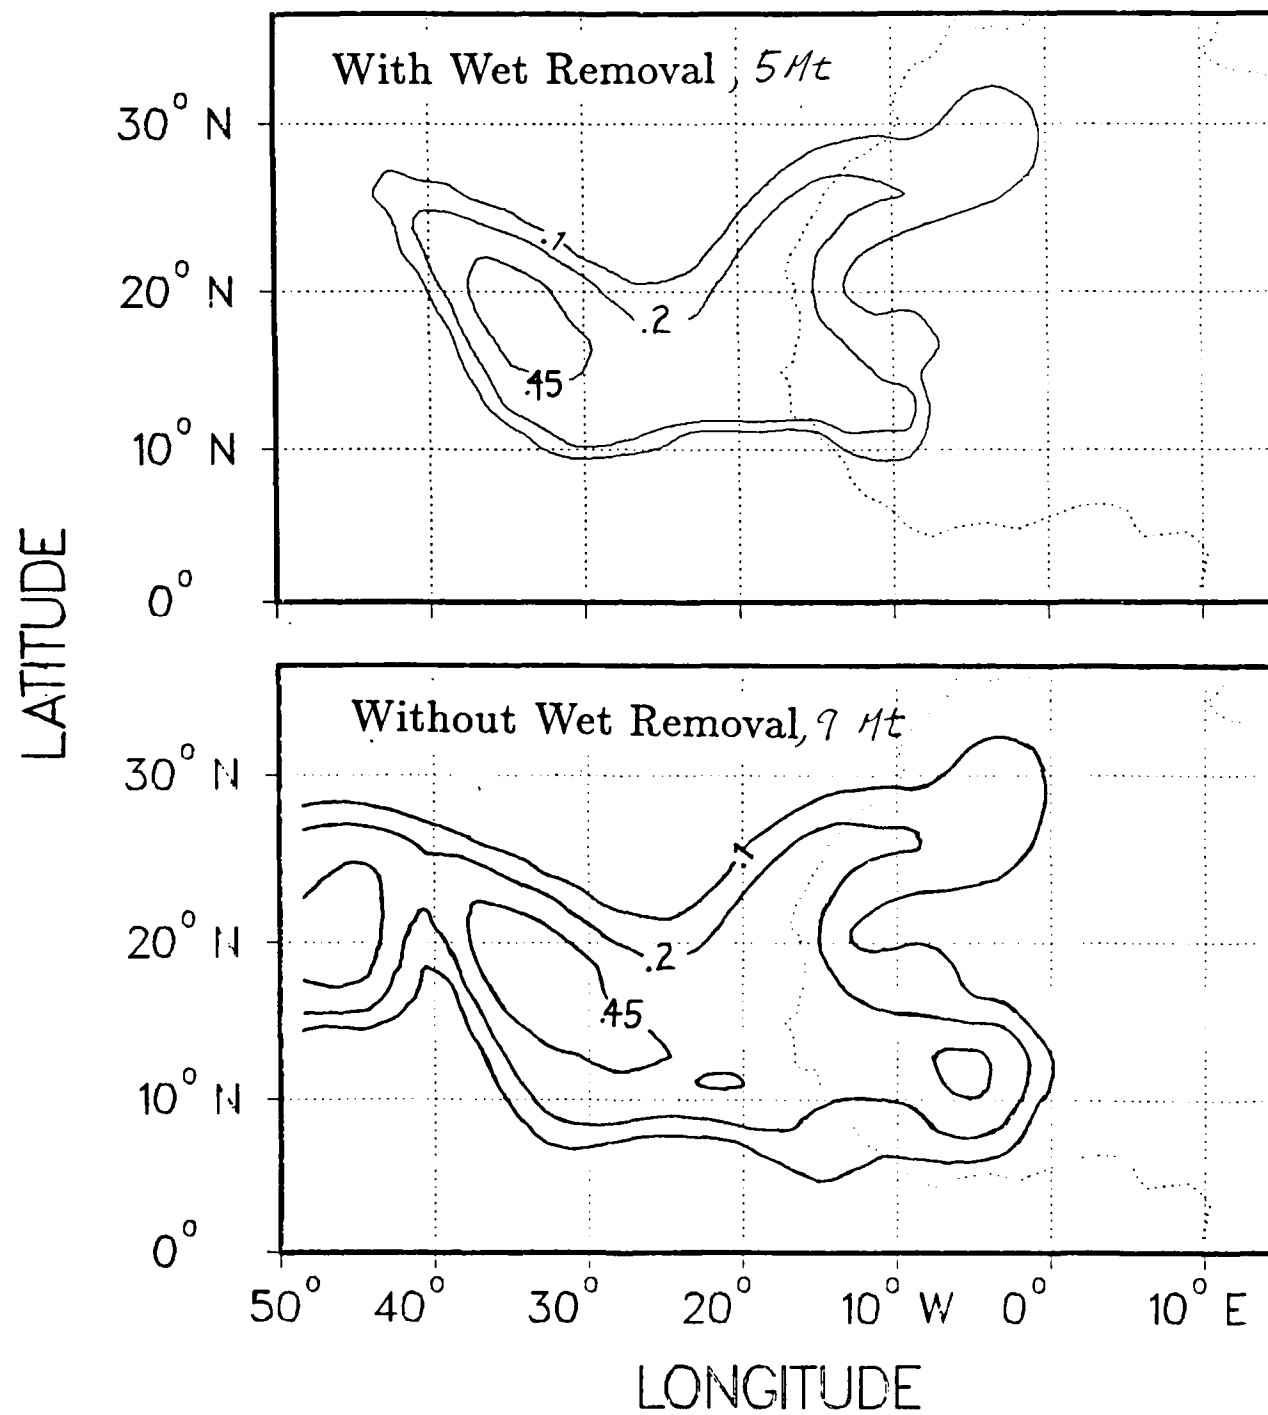 With Wet Removal, 5 Mt
30° N
.1
20° N
.2
.45
10° N
0°
LATITUDE
Without Wet Removal, 9 Mt
30° N
.1
20° N
.2
.45
10° N
0°
50° 40° 30° 20° 10° W 0° 10° E
LONGITUDE